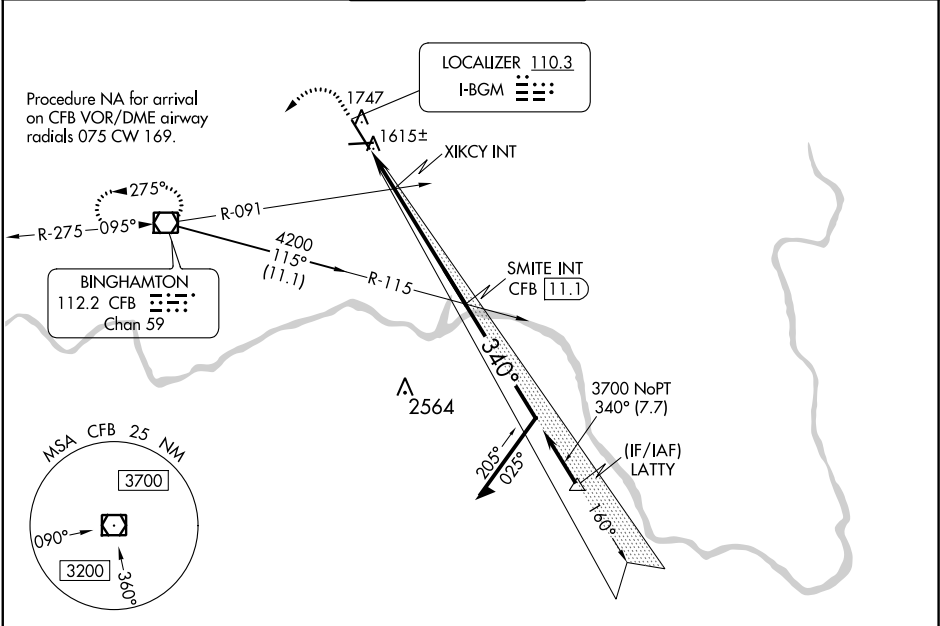 LOCALIZER 110.3
I-BGM
Procedure NA for arrival
on CFB VOR/DME airway
radials 075 CW 169.
1747
1615±
XIKCY INT
275°
R-091
R-275
095°
4200
115°
(11.1)
R-115
SMITE INT
CFB 11.1
BINGHAMTON
112.2 CFB
Chan 59
340°
2564
3700 NoPT
340° (7.7)
205°
025°
(IF/IAF)
LATTY
160°
MSA CFB 25 NM
3700
090°
3200
360°